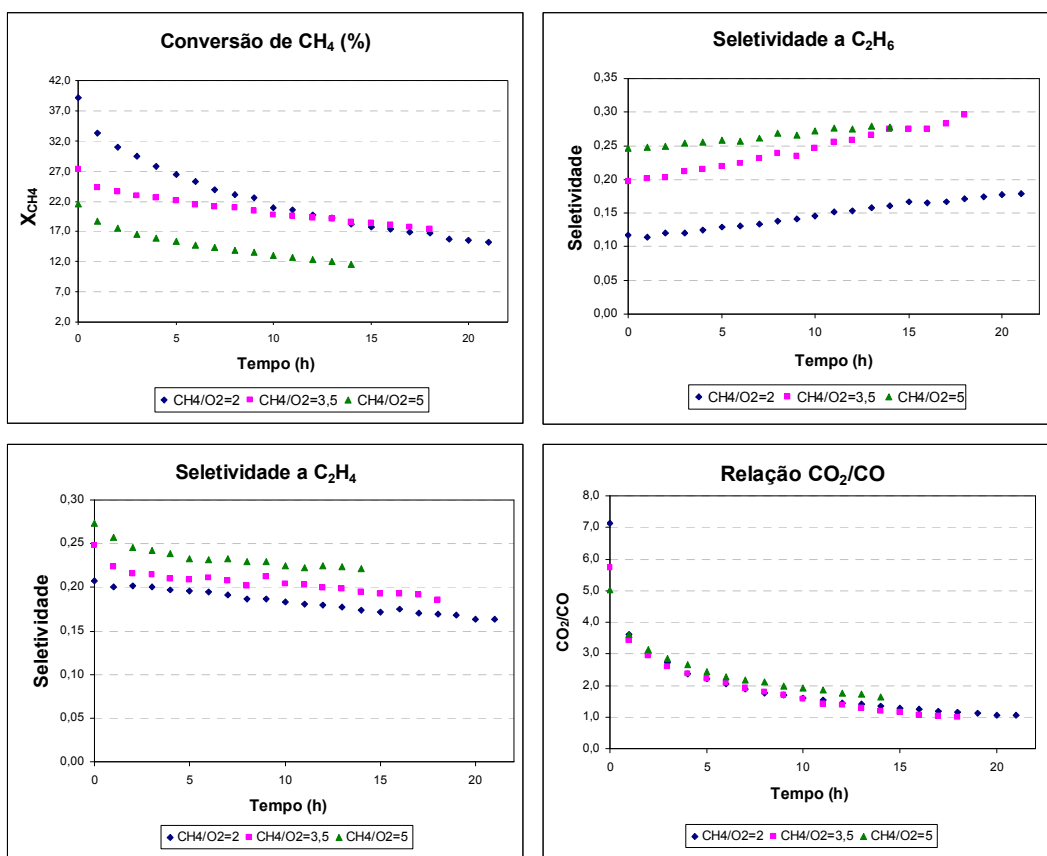 Conversão de CH₄ (%)
42,0
37,0
32,0
27,0
22,0
17,0
12,0
7,0
2,0
X_CH4
0 5 10 15 20
Tempo (h)
CH4/O2=2 CH4/O2=3,5 CH4/O2=5
Seletividade a C₂H₆
0,35
0,30
0,25
0,20
0,15
0,10
0,05
0,00
Seletividade
0 5 10 15 20
Tempo (h)
CH4/O2=2 CH4/O2=3,5 CH4/O2=5
Seletividade a C₂H₄
0,30
0,25
0,20
0,15
0,10
0,05
0,00
Seletividade
0 5 10 15 20
Tempo (h)
CH4/O2=2 CH4/O2=3,5 CH4/O2=5
Relação CO₂/CO
8,0
7,0
6,0
5,0
4,0
3,0
2,0
1,0
0,0
CO₂/CO
0 5 10 15 20
Tempo (h)
CH4/O2=2 CH4/O2=3,5 CH4/O2=5